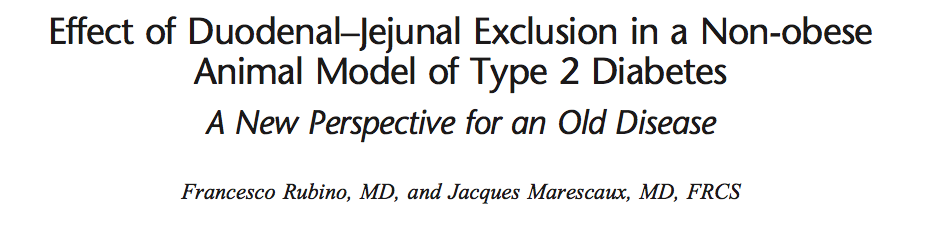 Effect of Duodenal–Jejunal Exclusion in a Non-obese
Animal Model of Type 2 Diabetes
A New Perspective for an Old Disease
Francesco Rubino, MD, and Jacques Marescaux, MD, FRCS